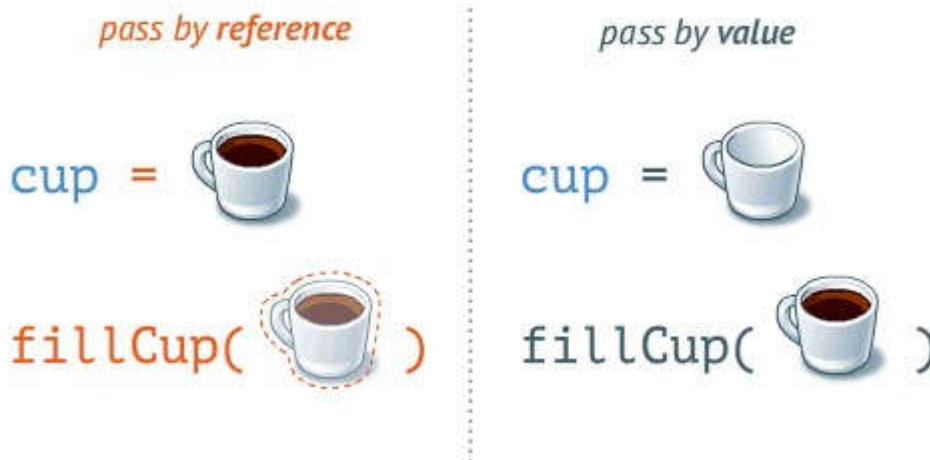 pass by reference
cup =
fillCup( )
pass by value
cup =
fillCup( )